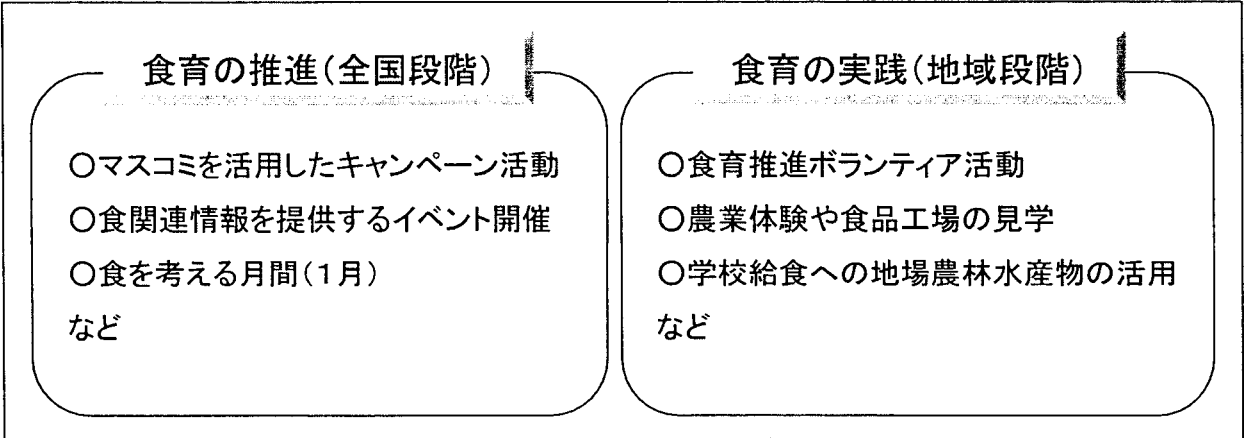 食育の推進(全国段階)
○マスコミを活用したキャンペーン活動
○食関連情報を提供するイベント開催
○食を考える月間(1月)
など
食育の実践(地域段階)
○食育推進ボランティア活動
○農業体験や食品工場の見学
○学校給食への地場農林水産物の活用
など